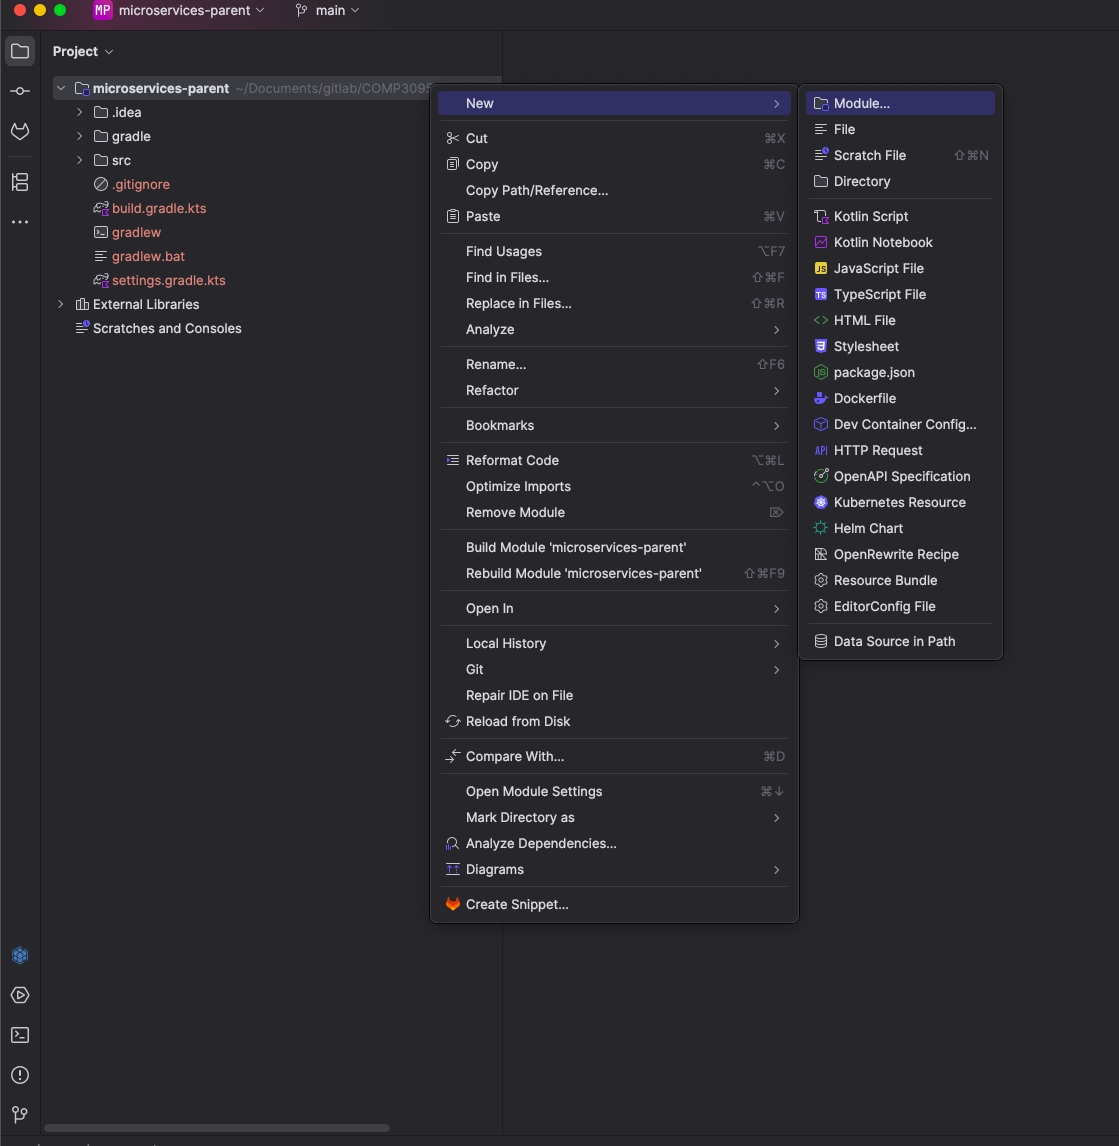 MP microservices-parent main
Project
microservices-parent ~/Documents/gitlab/COMP3095
.idea
gradle
src
.gitignore
build.gradle.kts
gradlew
gradlew.bat
settings.gradle.kts
External Libraries
Scratches and Consoles
New
Cut ⌘X
Copy ⌘C
Copy Path/Reference...
Paste ⌘V
Find Usages ⌥F7
Find in Files... ⇧⌘F
Replace in Files... ⇧⌘R
Analyze
Rename... ⇧F6
Refactor
Bookmarks
Reformat Code ⌥⌘L
Optimize Imports ^⌥O
Remove Module ⌦
Build Module 'microservices-parent'
Rebuild Module 'microservices-parent' ⇧⌘F9
Open In
Local History
Git
Repair IDE on File
Reload from Disk
Compare With... ⌘D
Open Module Settings ⌘↓
Mark Directory as
Analyze Dependencies...
Diagrams
Create Snippet...
Module...
File
Scratch File ⇧⌘N
Directory
Kotlin Script
Kotlin Notebook
JS JavaScript File
TS TypeScript File
HTML File
Stylesheet
package.json
Dockerfile
Dev Container Config...
API HTTP Request
OpenAPI Specification
Kubernetes Resource
Helm Chart
OpenRewrite Recipe
Resource Bundle
EditorConfig File
Data Source in Path